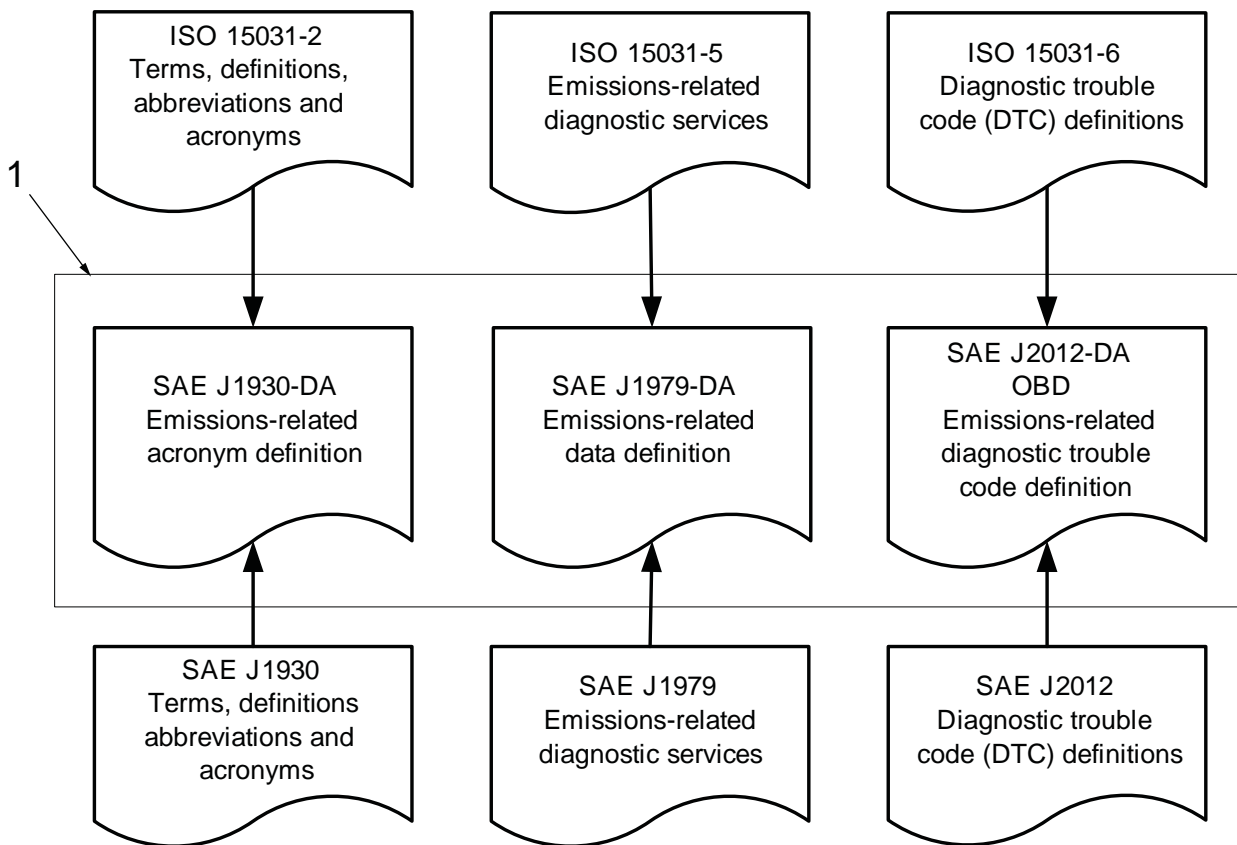 ISO 15031-2
Terms, definitions,
abbreviations and
acronyms
ISO 15031-5
Emissions-related
diagnostic services
ISO 15031-6
Diagnostic trouble
code (DTC) definitions
1
SAE J1930-DA
Emissions-related
acronym definition
SAE J1979-DA
Emissions-related
data definition
SAE J2012-DA
OBD
Emissions-related
diagnostic trouble
code definition
SAE J1930
Terms, definitions
abbreviations and
acronyms
SAE J1979
Emissions-related
diagnostic services
SAE J2012
Diagnostic trouble
code (DTC) definitions